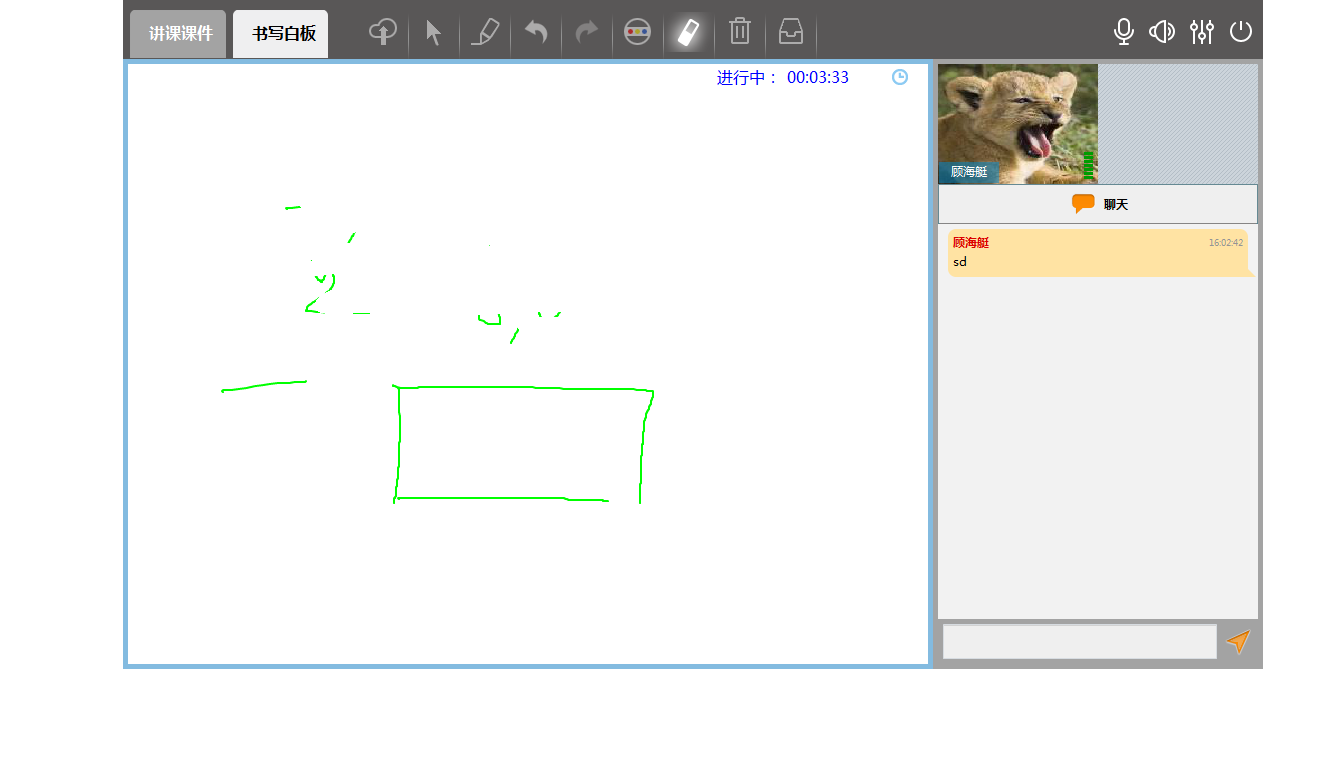 讲课课件
书写白板
进行中： 00:03:33
顾海艇
聊天
顾海艇 16:02:42
sd